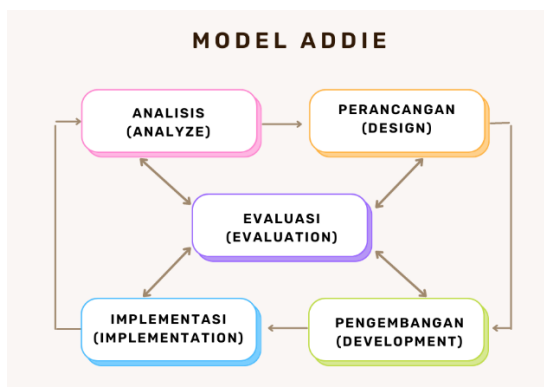 MODEL ADDIE
ANALISIS
(ANALYZE)
PERANCANGAN
(DESIGN)
EVALUASI
(EVALUATION)
IMPLEMENTASI
(IMPLEMENTATION)
PENGEMBANGAN
(DEVELOPMENT)